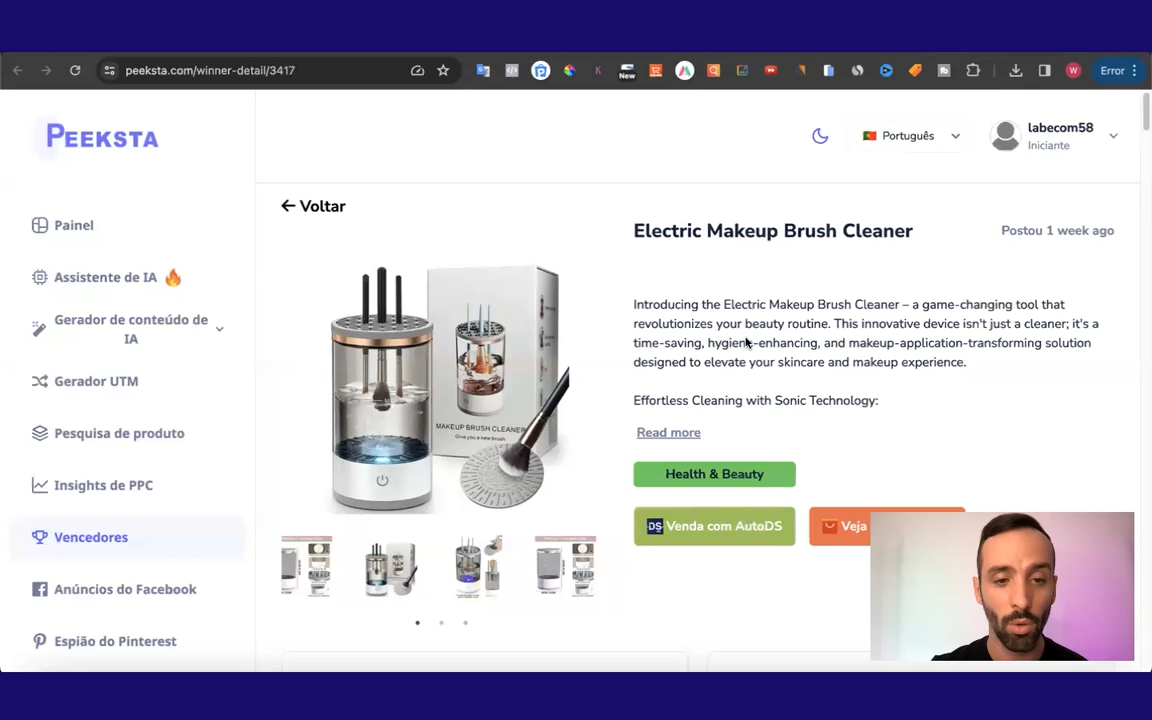 peeksta.com/winner-detail/3417
New
W
Error
PEEKSTA
Português
labecom58
Iniciante
Painel
Assistente de IA
Gerador de conteúdo de
IA
Gerador UTM
Pesquisa de produto
Insights de PPC
Vencedores
Anúncios do Facebook
Espião do Pinterest
Voltar
MAKEUP BRUSH CLEANER
Give you a new brush
Electric Makeup Brush Cleaner
Postou 1 week ago
Introducing the Electric Makeup Brush Cleaner – a game-changing tool that
revolutionizes your beauty routine. This innovative device isn't just a cleaner; it's a
time-saving, hygiene-enhancing, and makeup-application-transforming solution
designed to elevate your skincare and makeup experience.
Effortless Cleaning with Sonic Technology:
Read more
Health & Beauty
DS Venda com AutoDS
Veja